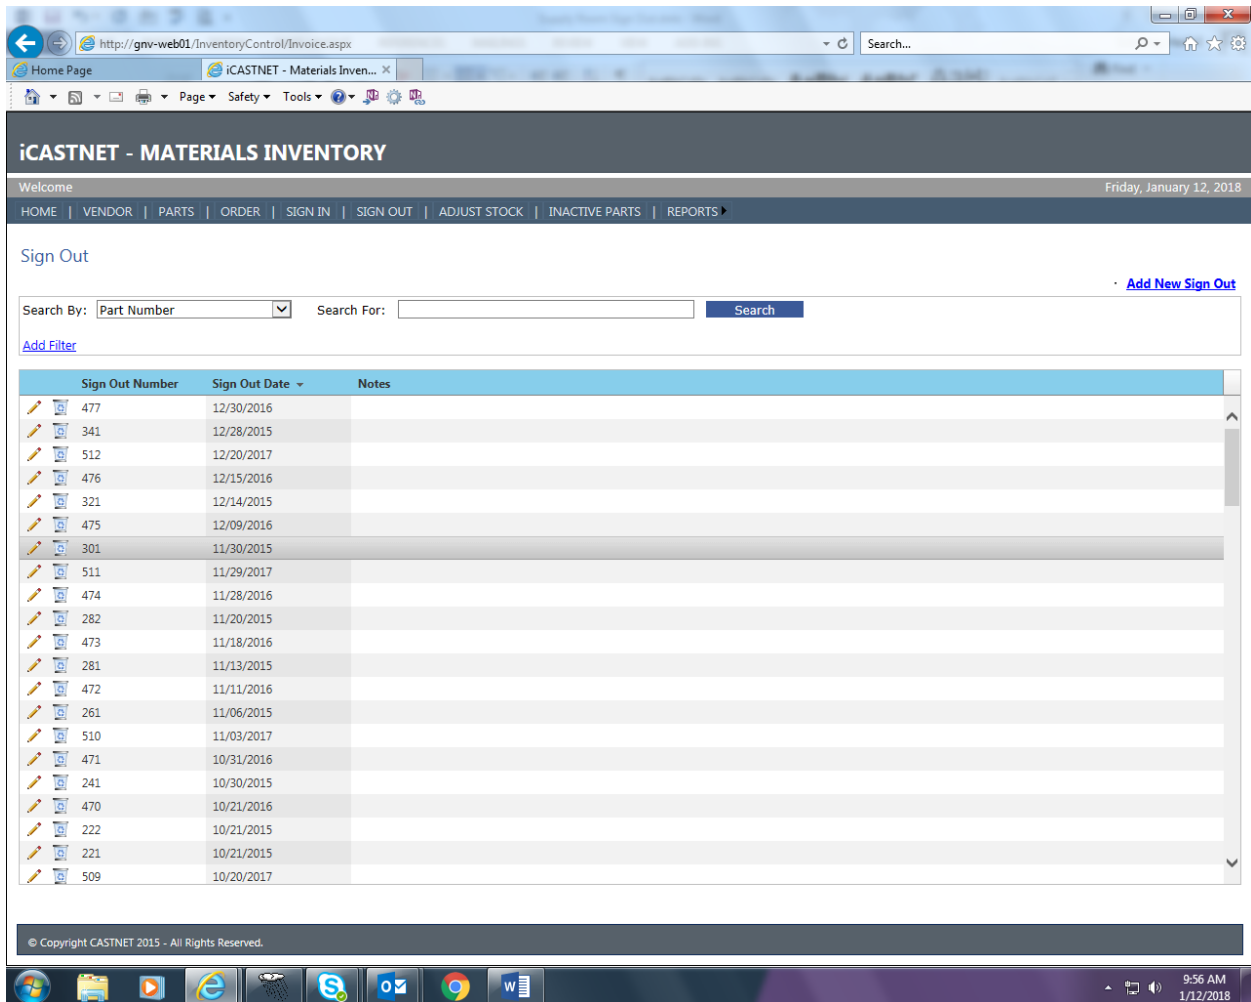 http://gnv-web01/InventoryControl/Invoice.aspx Search...
Home Page iCASTNET - Materials Inven...
Page Safety Tools
iCASTNET - MATERIALS INVENTORY
Welcome Friday, January 12, 2018
HOME | VENDOR | PARTS | ORDER | SIGN IN | SIGN OUT | ADJUST STOCK | INACTIVE PARTS | REPORTS
Sign Out
· Add New Sign Out
Search By: Part Number Search For: Search
Add Filter
Sign Out Number Sign Out Date Notes
477 12/30/2016
341 12/28/2015
512 12/20/2017
476 12/15/2016
321 12/14/2015
475 12/09/2016
301 11/30/2015
511 11/29/2017
474 11/28/2016
282 11/20/2015
473 11/18/2016
281 11/13/2015
472 11/11/2016
261 11/06/2015
510 11/03/2017
471 10/31/2016
241 10/30/2015
470 10/21/2016
222 10/21/2015
221 10/21/2015
509 10/20/2017
© Copyright CASTNET 2015 - All Rights Reserved.
9:56 AM
1/12/2018